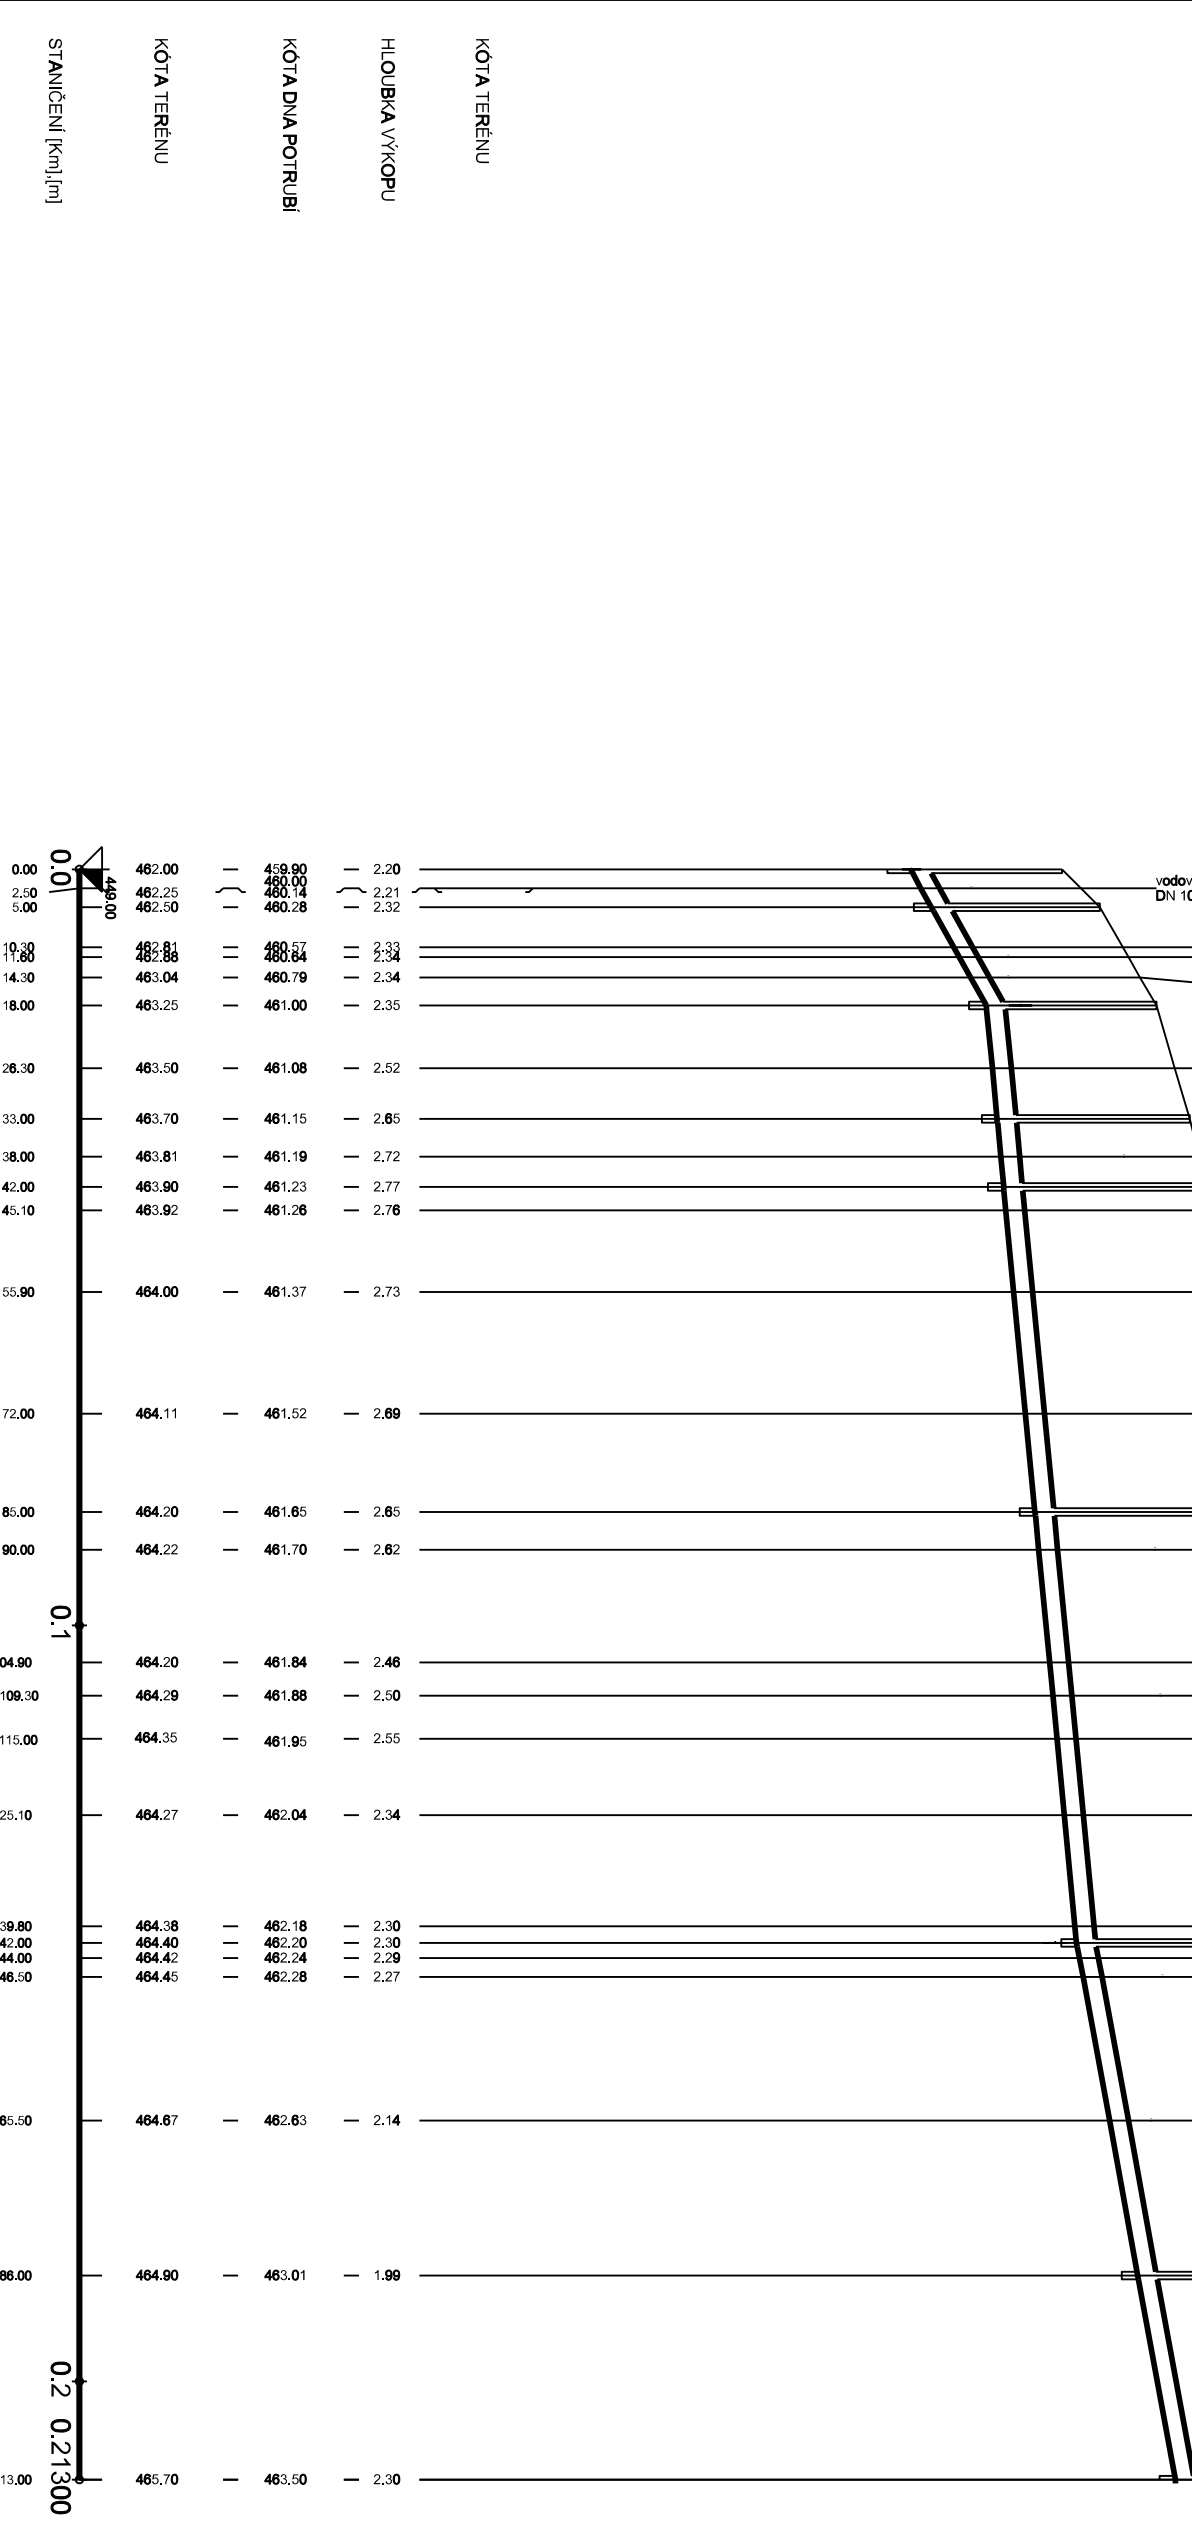 STANIČENÍ [Km],[m]
KÓTA TERÉNU
KÓTA DNA POTRUBÍ
HLOUBKA VÝKOPU
KÓTA TERÉNU
0.0
449.00
vodov
DN 10
0.00 462.00 459.90 2.20
460.00
2.50 462.25 460.14 2.21
5.00 462.50 460.28 2.32
10.30 462.81 460.57 2.33
11.60 462.88 460.64 2.34
14.30 463.04 460.79 2.34
18.00 463.25 461.00 2.35
26.30 463.50 461.08 2.52
33.00 463.70 461.15 2.65
38.00 463.81 461.19 2.72
42.00 463.90 461.23 2.77
45.10 463.92 461.26 2.76
55.90 464.00 461.37 2.73
72.00 464.11 461.52 2.69
85.00 464.20 461.65 2.65
90.00 464.22 461.70 2.62
0.1
04.90 464.20 461.84 2.46
109.30 464.29 461.88 2.50
115.00 464.35 461.95 2.55
25.10 464.27 462.04 2.34
39.80 464.38 462.18 2.30
42.00 464.40 462.20 2.30
44.00 464.42 462.24 2.29
46.50 464.45 462.28 2.27
65.50 464.67 462.63 2.14
86.00 464.90 463.01 1.99
0.2
0.21300
13.00 465.70 463.50 2.30